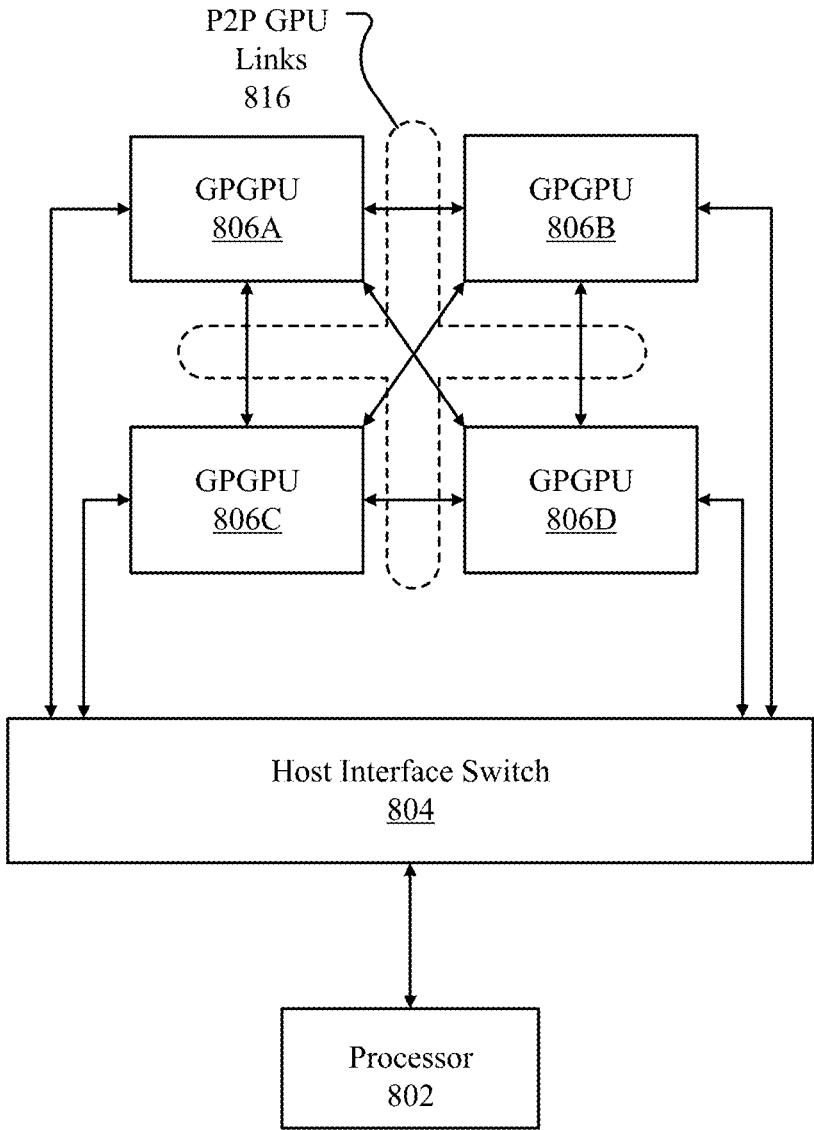 P2P GPU
Links
816
GPGPU
806A
GPGPU
806B
GPGPU
806C
GPGPU
806D
Host Interface Switch
804
Processor
802